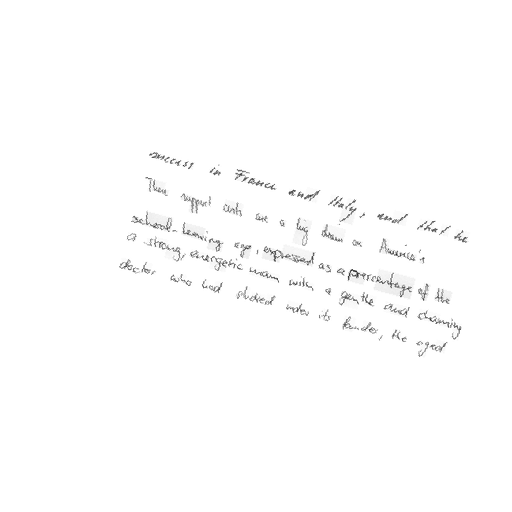 success in France and Italy, and that he
These support costs are a big drain on America's
school-leaving age, expressed as a percentage of the
a strong, energetic man with a gentle and charming
doctor who had studied under its founder, the aged